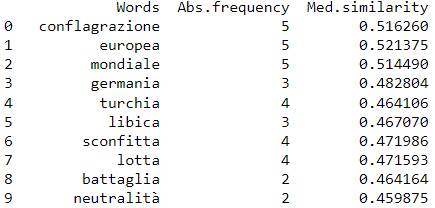 Words Abs.frequency Med.similarity
0 conflagrazione 5 0.516260
1 europea 5 0.521375
2 mondiale 5 0.514490
3 germania 3 0.482804
4 turchia 4 0.464106
5 libica 3 0.467070
6 sconfitta 4 0.471986
7 lotta 4 0.471593
8 battaglia 2 0.464164
9 neutralità 2 0.459875